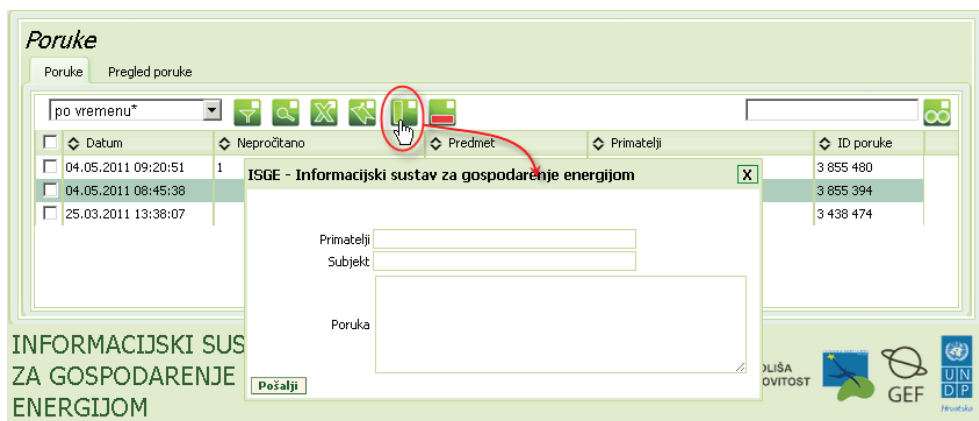 Poruke
Poruke Pregled poruke
po vremenu*
Datum Nepročitano Predmet Primatelji ID poruke
04.05.2011 09:20:51 1 3 855 480
04.05.2011 08:45:38 3 855 394
25.03.2011 13:38:07 3 438 474
ISGE - Informacijski sustav za gospodarenje energijom X
Primatelji
Subjekt
Poruka
Pošalji
INFORMACIJSKI SUS
ZA GOSPODARENJE
ENERGIJOM
OLIŠA
OVITOST
GEF
U N
D P
Hrvatska